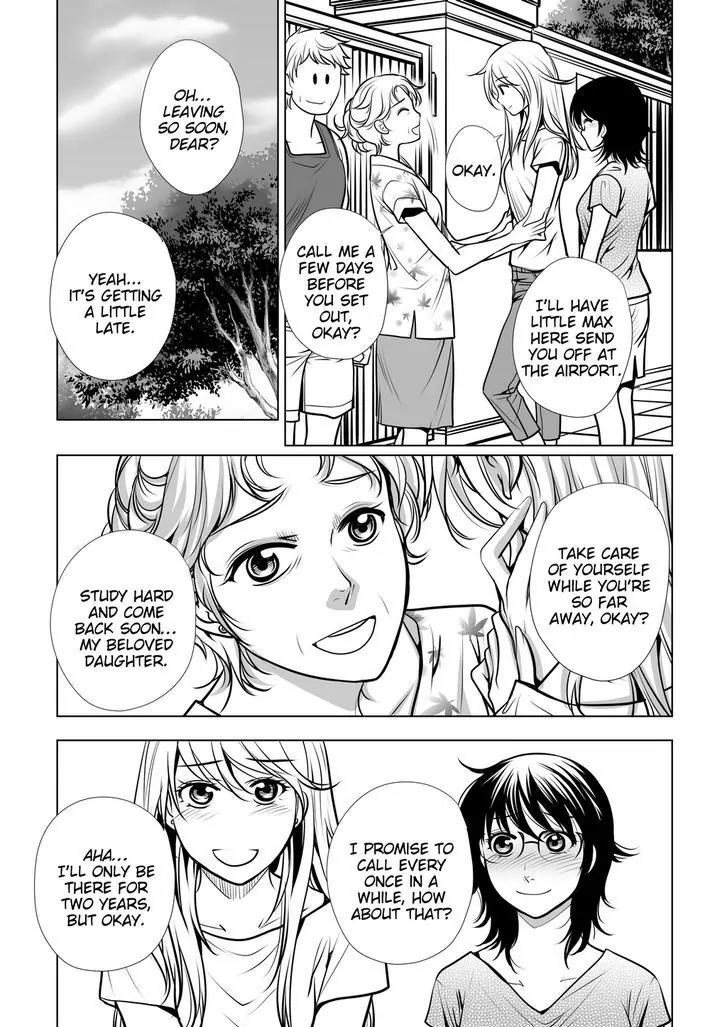 OH...
LEAVING
SO SOON,
DEAR?
YEAH...
IT'S GETTING
A LITTLE
LATE.
CALL ME A
FEW DAYS
BEFORE
YOU SET
OUT,
OKAY?
OKAY.
I'LL HAVE
LITTLE MAX
HERE SEND
YOU OFF AT
THE AIRPORT.
STUDY HARD
AND COME
BACK SOON...
MY BELOVED
DAUGHTER.
TAKE CARE
OF YOURSELF
WHILE YOU'RE
SO FAR
AWAY, OKAY?
AHA...
I'LL ONLY BE
THERE FOR
TWO YEARS,
BUT OKAY.
I PROMISE TO
CALL EVERY
ONCE IN A
WHILE, HOW
ABOUT THAT?